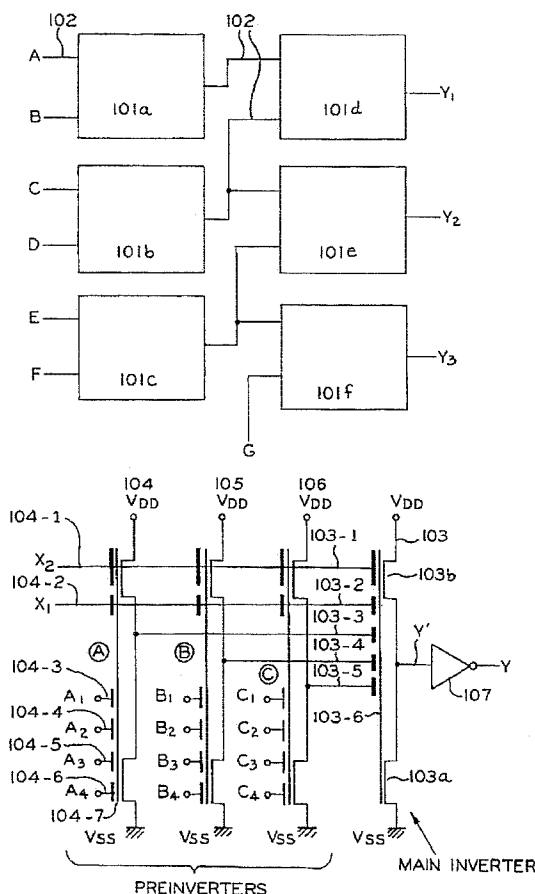 102
102
A
B
101a
101d
Y1
C
D
101b
101e
Y2
E
F
101c
101f
Y3
G
104
105
106
VDD
VDD
VDD
VDD
104-1
103-1
103
X2
104-2
103-2
103b
X1
103-3
103-4
Y'
Y
A
B
C
103-5
107
104-3
A1
B1
C1
104-4
A2
B2
C2
103-6
104-5
A3
B3
C3
103a
104-6
A4
B4
C4
104-7
VSS
VSS
MAIN INVERTER
PREINVERTERS